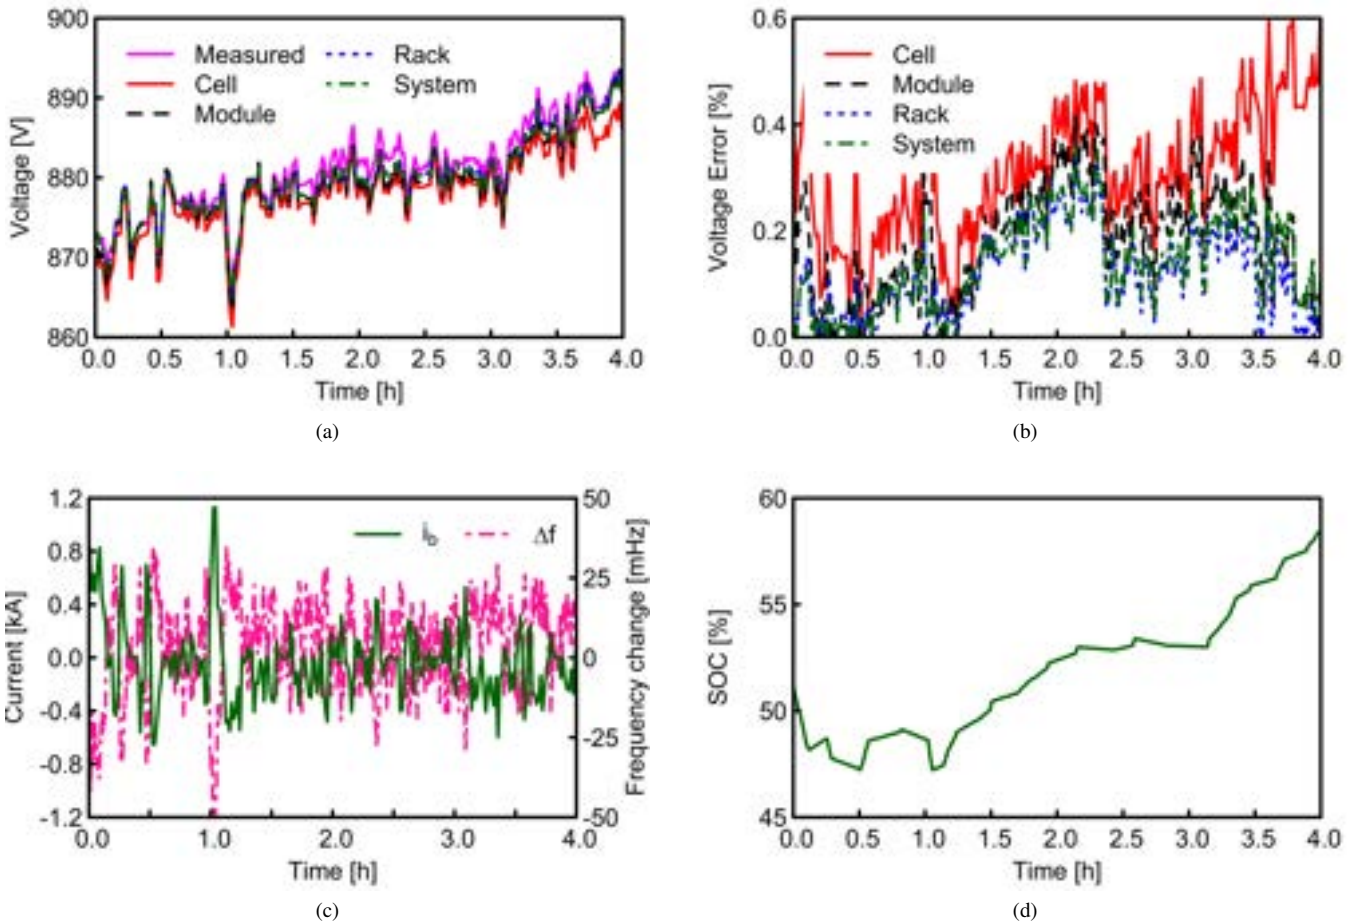 900
890
880
870
860
Voltage [V]
Measured
Cell
Module
Rack
System
0.0 0.5 1.0 1.5 2.0 2.5 3.0 3.5 4.0
Time [h]
(a)
0.6
0.4
0.2
0.0
Voltage Error [%]
Cell
Module
Rack
System
0.0 0.5 1.0 1.5 2.0 2.5 3.0 3.5 4.0
Time [h]
(b)
1.2
0.8
0.4
0.0
-0.4
-0.8
-1.2
Current [kA]
i_b Δf
50
25
0
-25
-50
Frequency change [mHz]
0.0 1.0 2.0 3.0 4.0
Time [h]
(c)
60
55
50
45
SOC [%]
0.0 0.5 1.0 1.5 2.0 2.5 3.0 3.5 4.0
Time [h]
(d)